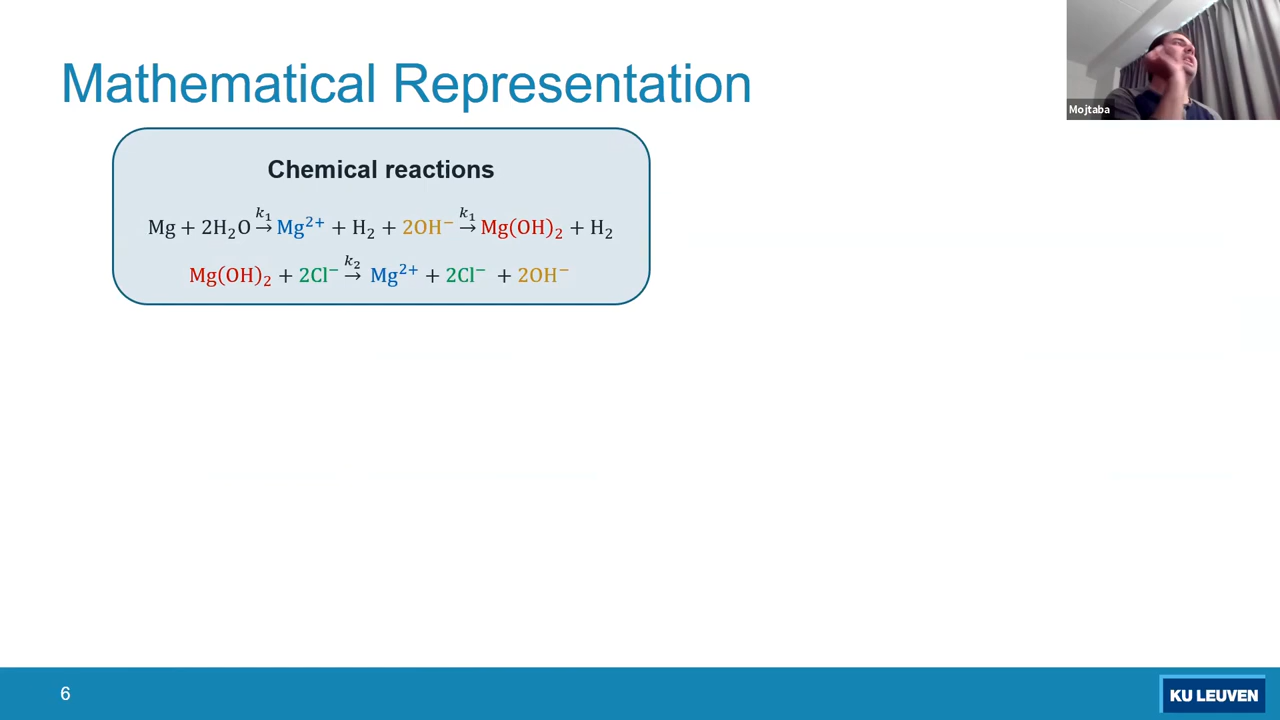 Mathematical Representation
Mojtaba
Chemical reactions
Mg + 2H₂O →k₁ Mg²⁺ + H₂ + 2OH⁻ →k₁ Mg(OH)₂ + H₂
Mg(OH)₂ + 2Cl⁻ →k₂ Mg²⁺ + 2Cl⁻ + 2OH⁻
6
KU LEUVEN